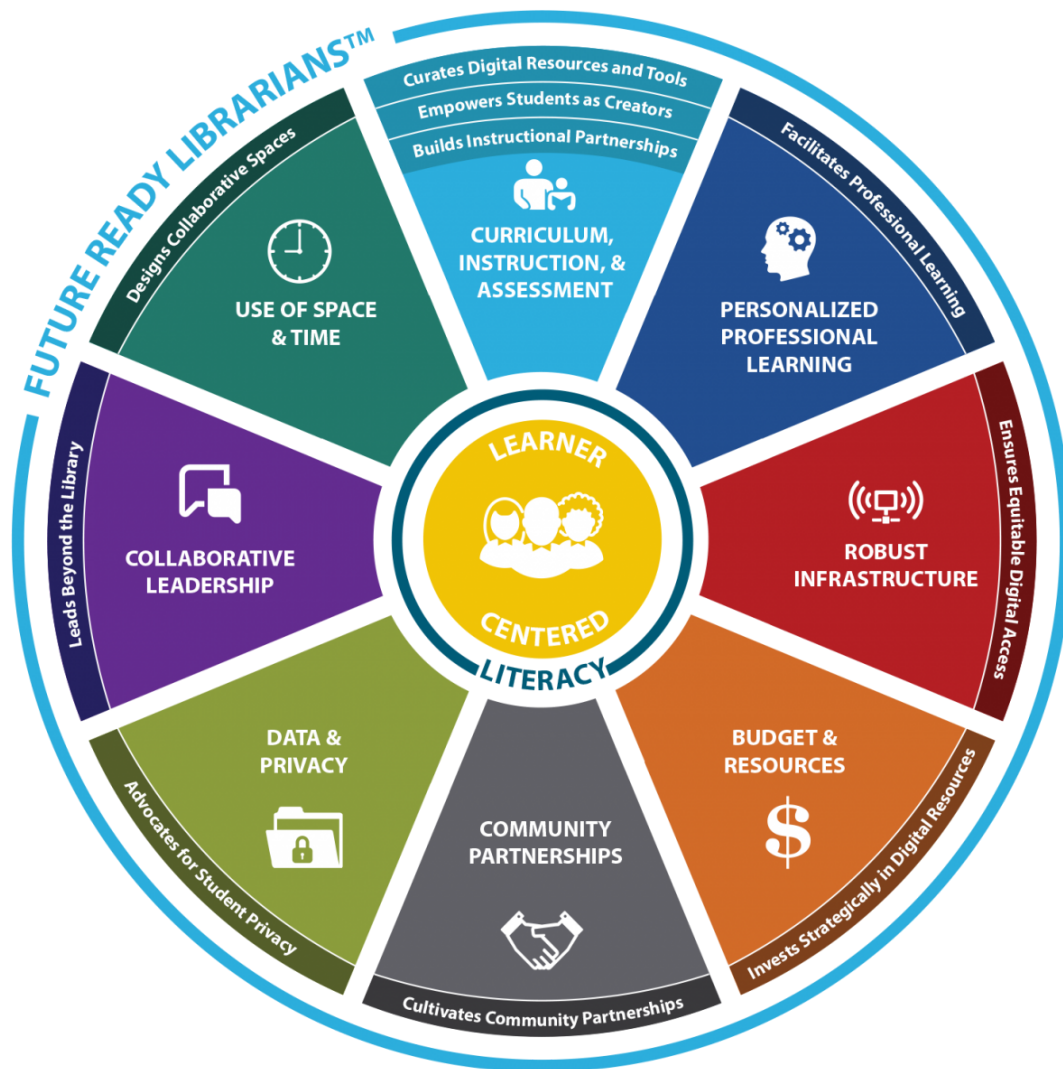 FUTURE READY LIBRARIANS™
Curates Digital Resources and Tools
Empowers Students as Creators
Builds Instructional Partnerships
CURRICULUM,
INSTRUCTION, &
ASSESSMENT
Facilitates Professional Learning
PERSONALIZED
PROFESSIONAL
LEARNING
Ensures Equitable Digital Access
ROBUST
INFRASTRUCTURE
Invests Strategically in Digital Resources
BUDGET &
RESOURCES
$
COMMUNITY
PARTNERSHIPS
Cultivates Community Partnerships
DATA &
PRIVACY
Advocates for Student Privacy
COLLABORATIVE
LEADERSHIP
Leads Beyond the Library
USE OF SPACE
& TIME
Designs Collaborative Spaces
LEARNER
CENTERED
LITERACY